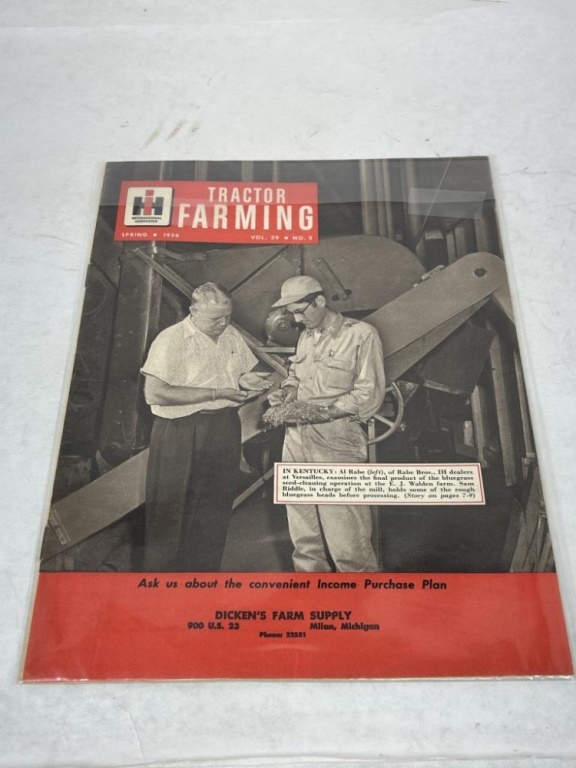 IH
INTERNATIONAL
HARVESTER
TRACTOR
FARMING
SPRING ★ 1956
VOL. 39 ★ NO. 2
IN KENTUCKY: Al Rabe (left), of Rabe Bros., IH dealers
at Versailles, examines the final product of the bluegrass
seed-cleaning operation at the E. J. Walden farm. Sam
Riddle, in charge of the mill, holds some of the rough
bluegrass heads before processing. (Story on pages 7-9)
Ask us about the convenient Income Purchase Plan
DICKEN'S FARM SUPPLY
900 U.S. 23 Milan, Michigan
Phone: 23581